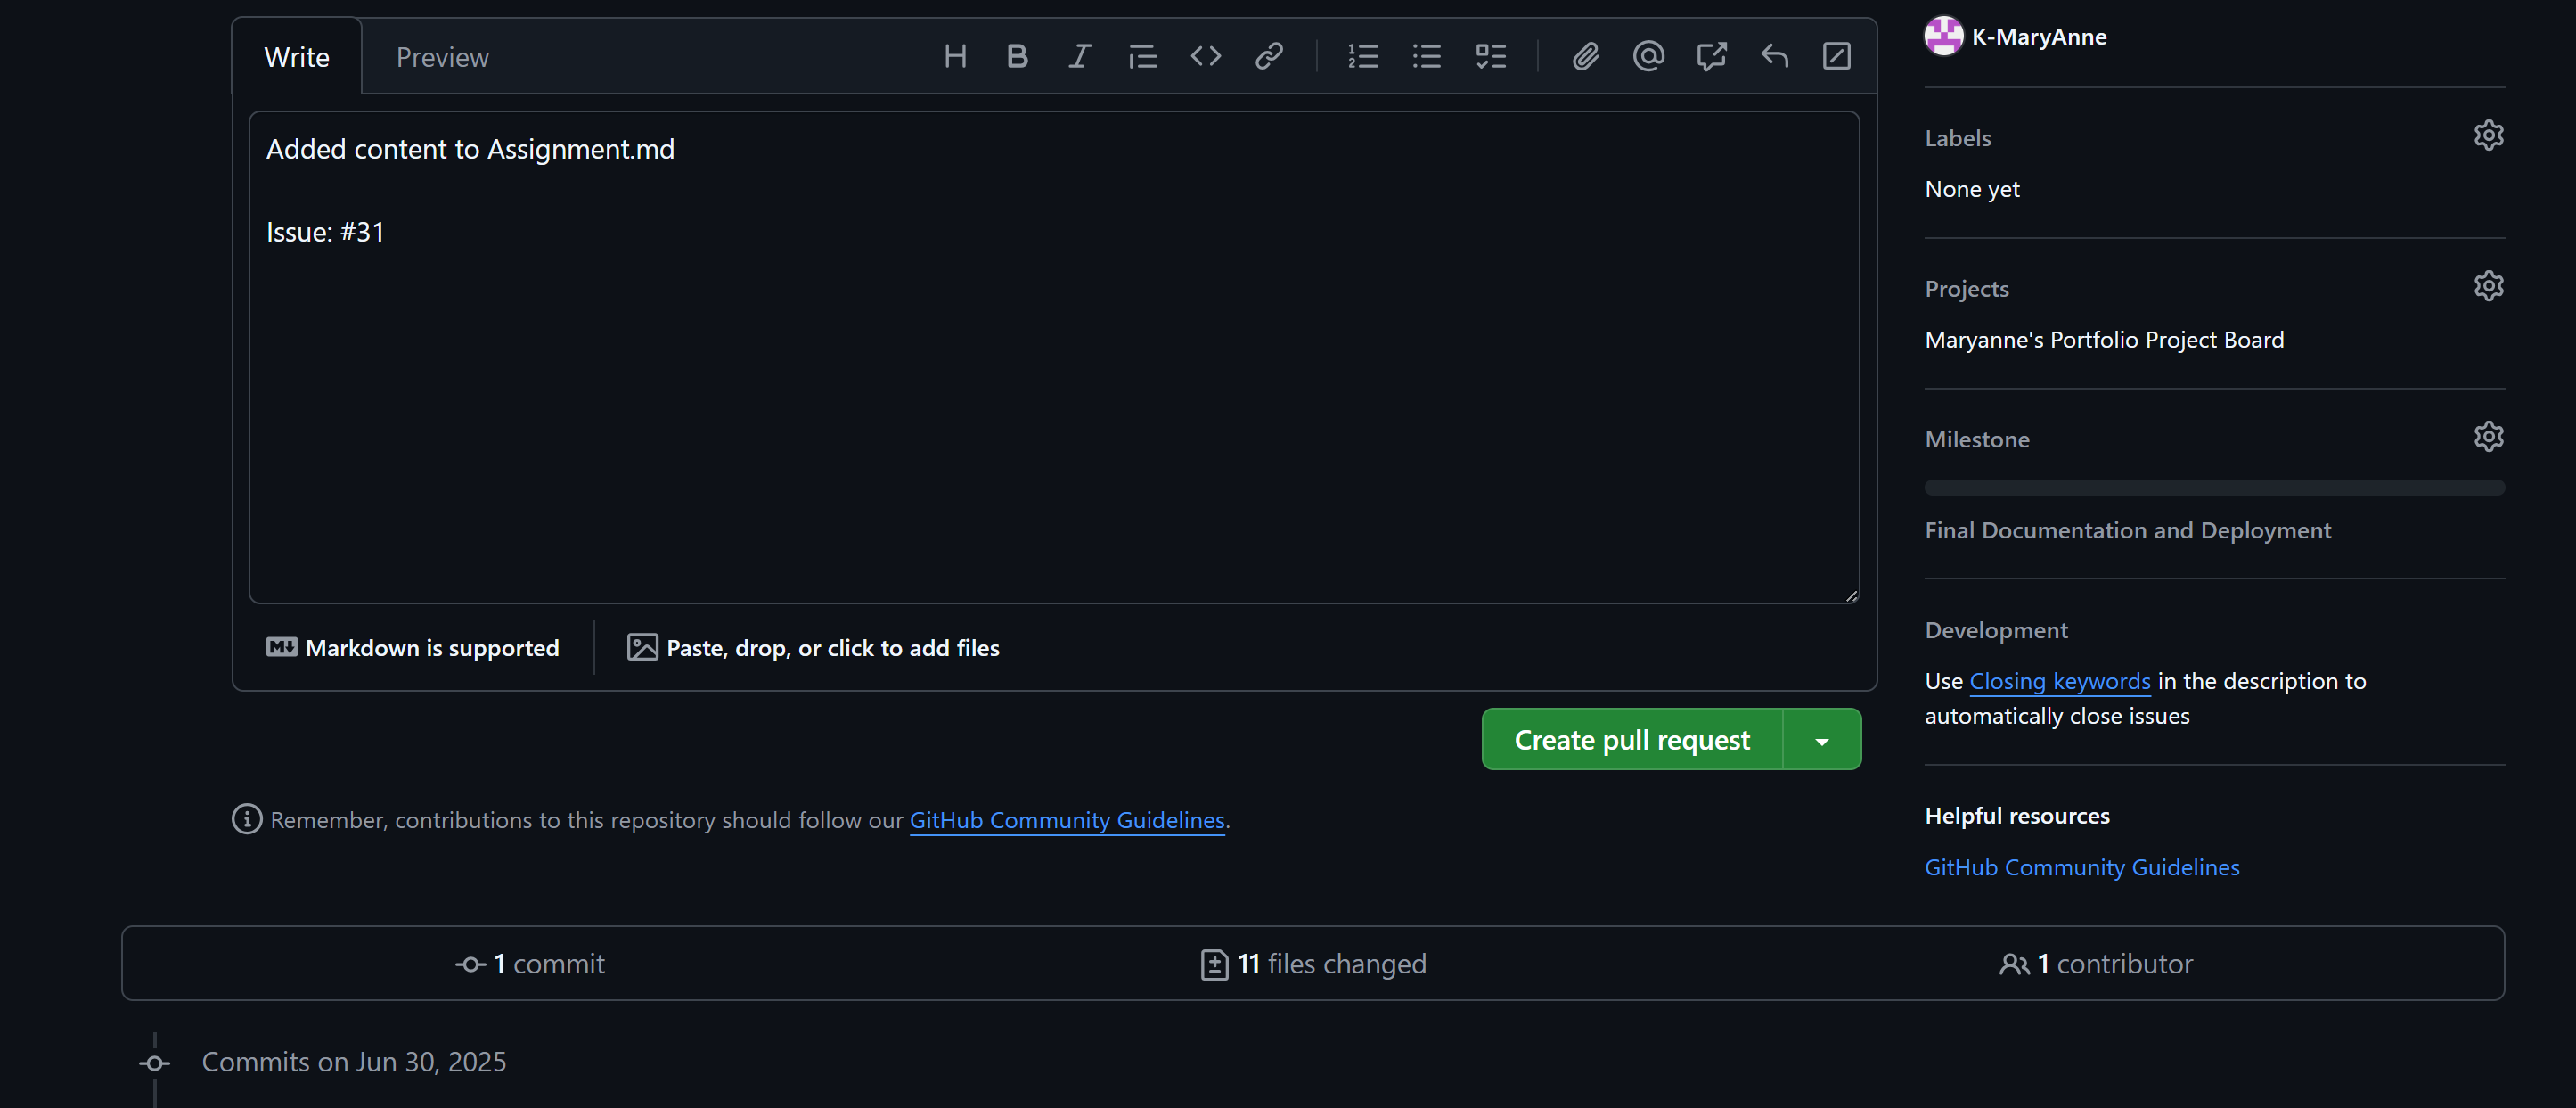 Write
Preview
Added content to Assignment.md
Issue: #31
Markdown is supported
Paste, drop, or click to add files
Create pull request
Remember, contributions to this repository should follow our GitHub Community Guidelines.
K-MaryAnne
Labels
None yet
Projects
Maryanne's Portfolio Project Board
Milestone
Final Documentation and Deployment
Development
Use Closing keywords in the description to
automatically close issues
Helpful resources
GitHub Community Guidelines
1 commit
11 files changed
1 contributor
Commits on Jun 30, 2025